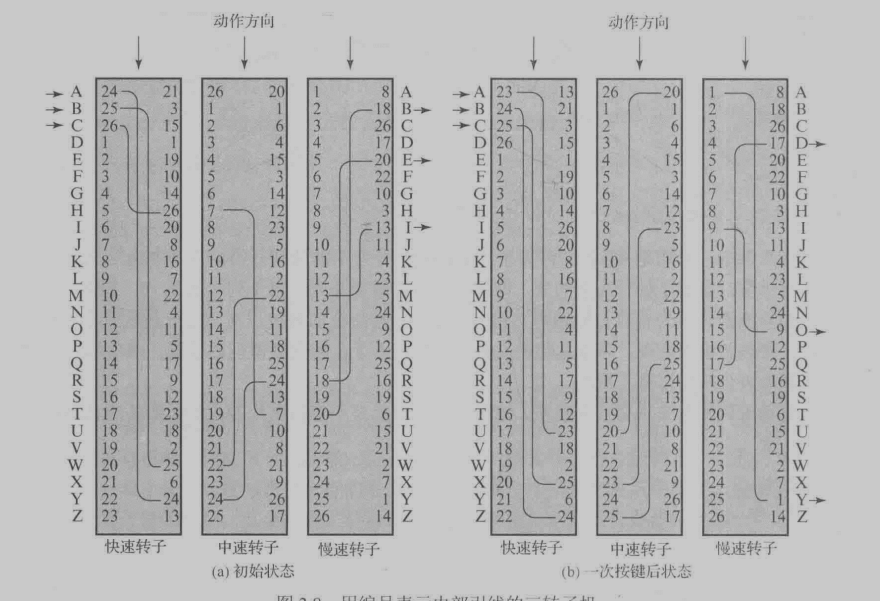 动作方向 动作方向
A 24 21 26 20 1 8 A A 23 13 26 20 1 8 A
B 25 3 1 1 2 18 B B 24 21 1 1 2 18 B
C 26 15 2 6 3 26 C C 25 3 2 6 3 26 C
D 1 1 3 4 4 17 D D 26 15 3 4 4 17 D
E 2 19 4 15 5 20 E E 1 1 4 15 5 20 E
F 3 10 5 3 6 22 F F 2 19 5 3 6 22 F
G 4 14 6 14 7 10 G G 3 10 6 14 7 10 G
H 5 26 7 12 8 3 H H 4 14 7 12 8 3 H
I 6 20 8 23 9 13 I I 5 26 8 23 9 13 I
J 7 8 9 5 10 11 J J 6 20 9 5 10 11 J
K 8 16 10 16 11 4 K K 7 8 10 16 11 4 K
L 9 7 11 2 12 23 L L 8 16 11 2 12 23 L
M 10 22 12 22 13 5 M M 9 7 12 22 13 5 M
N 11 4 13 19 14 24 N N 10 22 13 19 14 24 N
O 12 11 14 11 15 9 O O 11 4 14 11 15 9 O
P 13 5 15 18 16 12 P P 12 11 15 18 16 12 P
Q 14 17 16 25 17 25 Q Q 13 5 16 25 17 25 Q
R 15 9 17 24 18 16 R R 14 17 17 24 18 16 R
S 16 12 18 13 19 19 S S 15 9 18 13 19 19 S
T 17 23 19 7 20 6 T T 16 12 19 7 20 6 T
U 18 18 20 10 21 15 U U 17 23 20 10 21 15 U
V 19 2 21 8 22 21 V V 18 18 21 8 22 21 V
W 20 25 22 21 23 2 W W 19 2 22 21 23 2 W
X 21 6 23 9 24 7 X X 20 25 23 9 24 7 X
Y 22 24 24 26 25 1 Y Y 21 6 24 26 25 1 Y
Z 23 13 25 17 26 14 Z Z 22 24 25 17 26 14 Z
快速转子 中速转子 慢速转子 快速转子 中速转子 慢速转子
(a) 初始状态 (b) 一次按键后状态